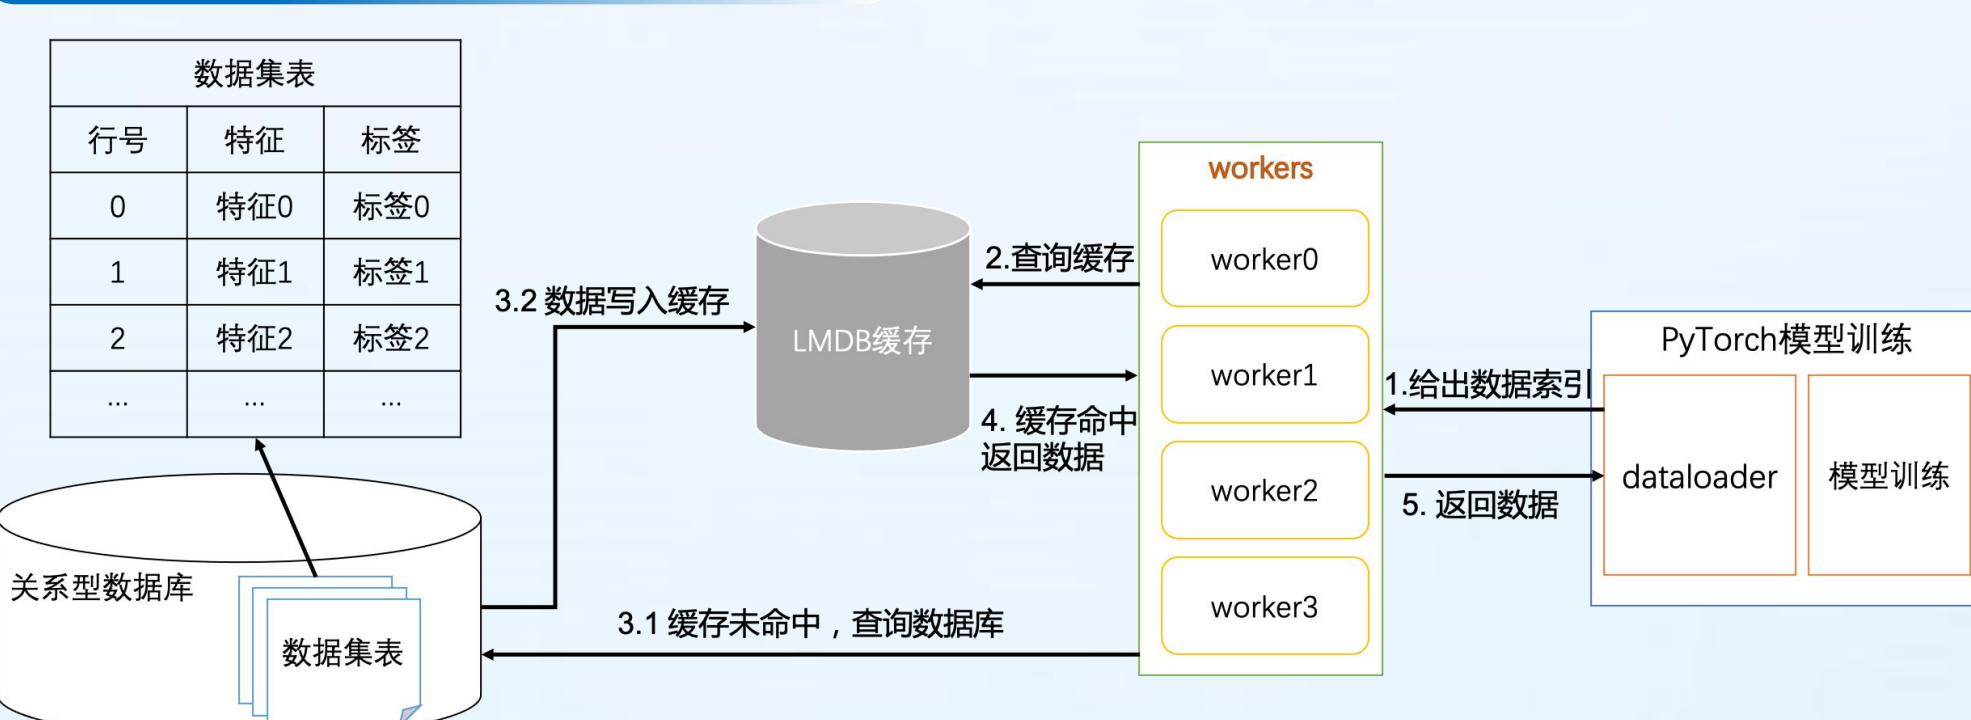 数据集表
行号 特征 标签
0 特征0 标签0
1 特征1 标签1
2 特征2 标签2
... ... ...
关系型数据库
数据集表
3.2 数据写入缓存
LMDB缓存
2.查询缓存
4. 缓存命中
返回数据
3.1 缓存未命中，查询数据库
workers
worker0
worker1
worker2
worker3
1.给出数据索引
5. 返回数据
PyTorch模型训练
dataloader
模型训练